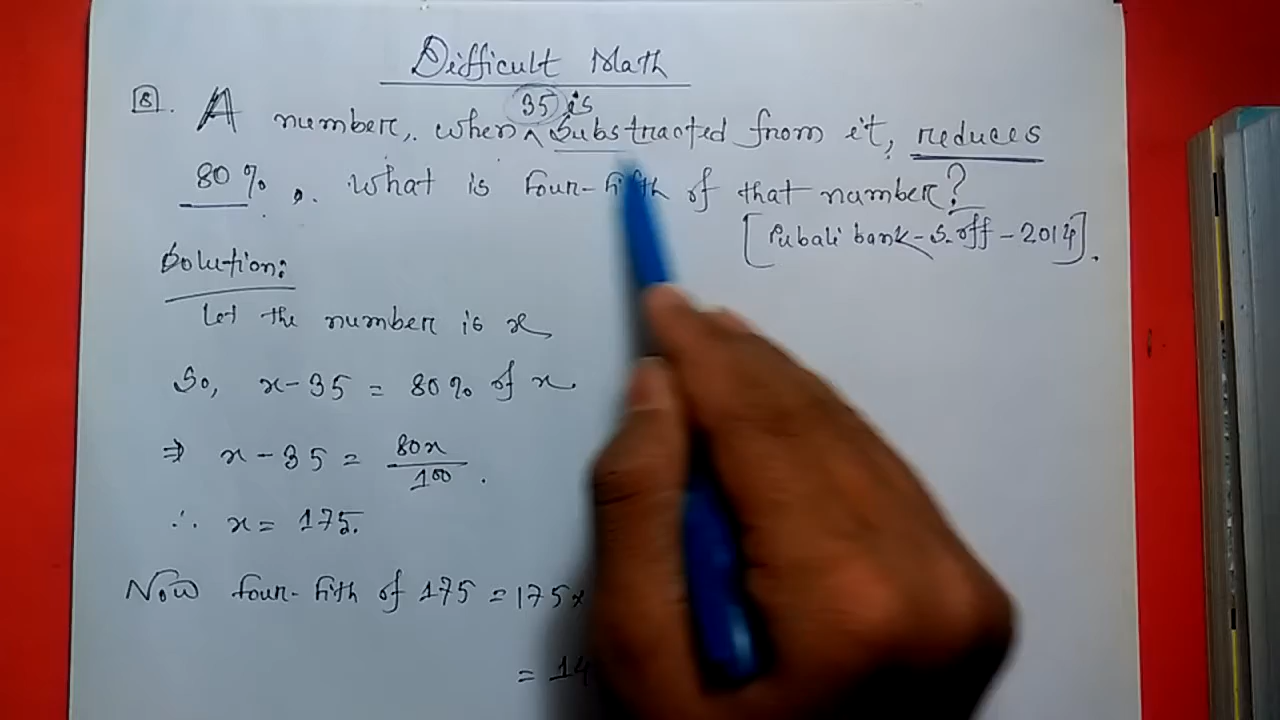 Difficult Math
8. A number, when ^ 35 is Substracted from it, reduces
80%, What is four-fifth of that number?
[Pubali bank-S.off-2014].
Solution:
Let the number is x,
So, x-35 = 80% of x.
⇒ x-35 = 80x/100.
∴ x = 175.
Now four-fifth of 175 = 175x
= 14